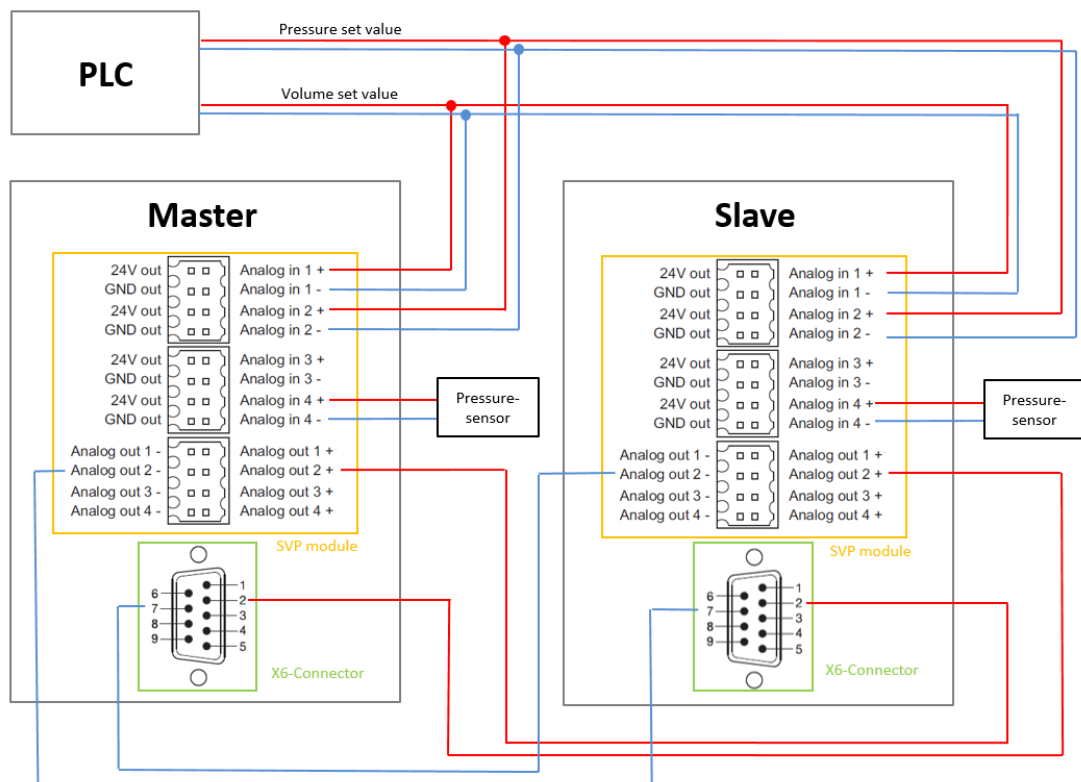 PLC
Pressure set value
Volume set value
Master
24V out
GND out
24V out
GND out
Analog in 1 +
Analog in 1 -
Analog in 2 +
Analog in 2 -
24V out
GND out
24V out
GND out
Analog in 3 +
Analog in 3 -
Analog in 4 +
Analog in 4 -
Pressure-
sensor
Analog out 1 -
Analog out 2 -
Analog out 3 -
Analog out 4 -
Analog out 1 +
Analog out 2 +
Analog out 3 +
Analog out 4 +
SVP module
6
7
8
9
1
2
3
4
5
X6-Connector
Slave
24V out
GND out
24V out
GND out
Analog in 1 +
Analog in 1 -
Analog in 2 +
Analog in 2 -
24V out
GND out
24V out
GND out
Analog in 3 +
Analog in 3 -
Analog in 4 +
Analog in 4 -
Pressure-
sensor
Analog out 1 -
Analog out 2 -
Analog out 3 -
Analog out 4 -
Analog out 1 +
Analog out 2 +
Analog out 3 +
Analog out 4 +
SVP module
6
7
8
9
1
2
3
4
5
X6-Connector